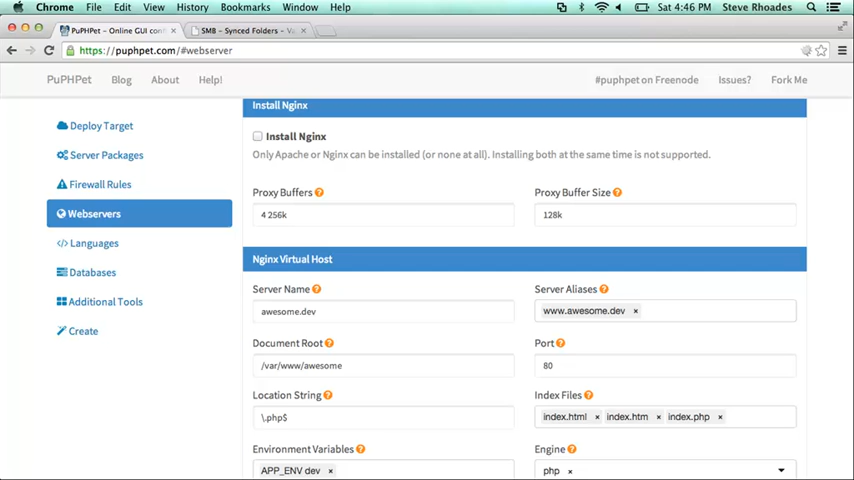 Chrome File Edit View History Bookmarks Window Help Sat 4:46 PM Steve Rhoades
PuPHPet – Online GUI conf
SMB – Synced Folders – Va
https://puphpet.com/#webserver
PuPHPet Blog About Help! #puphpet on Freenode Issues? Fork Me
Deploy Target
Server Packages
Firewall Rules
Webservers
Languages
Databases
Additional Tools
Create
Install Nginx
Install Nginx
Only Apache or Nginx can be installed (or none at all). Installing both at the same time is not supported.
Proxy Buffers ? Proxy Buffer Size ?
4 256k 128k
Nginx Virtual Host
Server Name ? Server Aliases ?
awesome.dev www.awesome.dev ×
Document Root ? Port ?
/var/www/awesome 80
Location String ? Index Files ?
\.php$ index.html × index.htm × index.php ×
Environment Variables ? Engine ?
APP_ENV dev × php ×